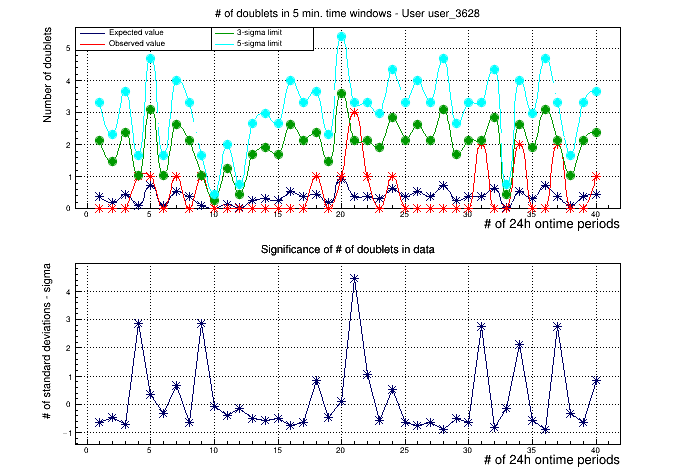 # of doublets in 5 min. time windows - User user_3628
Number of doublets
Expected value
3-sigma limit
Observed value
5-sigma limit
5
4
3
2
1
0
0 5 10 15 20 25 30 35 40
# of 24h ontime periods
Significance of # of doublets in data
# of standard deviations - sigma
4
3
2
1
0
−1
0 5 10 15 20 25 30 35 40
# of 24h ontime periods